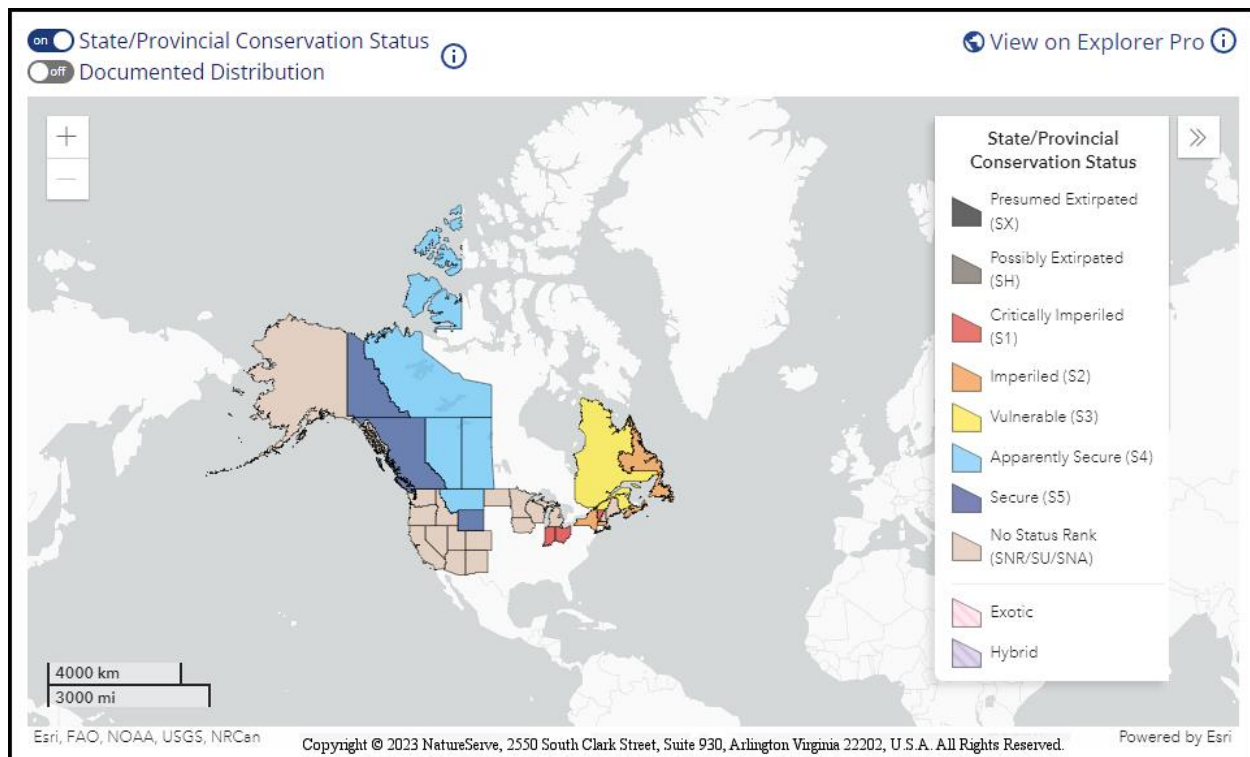 on State/Provincial Conservation Status
off Documented Distribution
View on Explorer Pro
State/Provincial
Conservation Status
Presumed Extirpated
(SX)
Possibly Extirpated
(SH)
Critically Imperiled
(S1)
Imperiled (S2)
Vulnerable (S3)
Apparently Secure (S4)
Secure (S5)
No Status Rank
(SNR/SU/SNA)
Exotic
Hybrid
4000 km
3000 mi
Esri, FAO, NOAA, USGS, NRCan
Copyright © 2023 NatureServe, 2550 South Clark Street, Suite 930, Arlington Virginia 22202, U.S.A. All Rights Reserved.
Powered by Esri